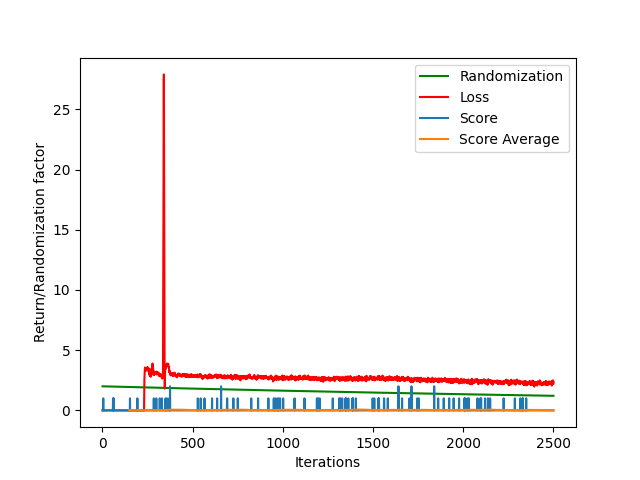 Randomization
Loss
Score
Score Average
25
20
15
10
5
0
Return/Randomization factor
0 500 1000 1500 2000 2500
Iterations